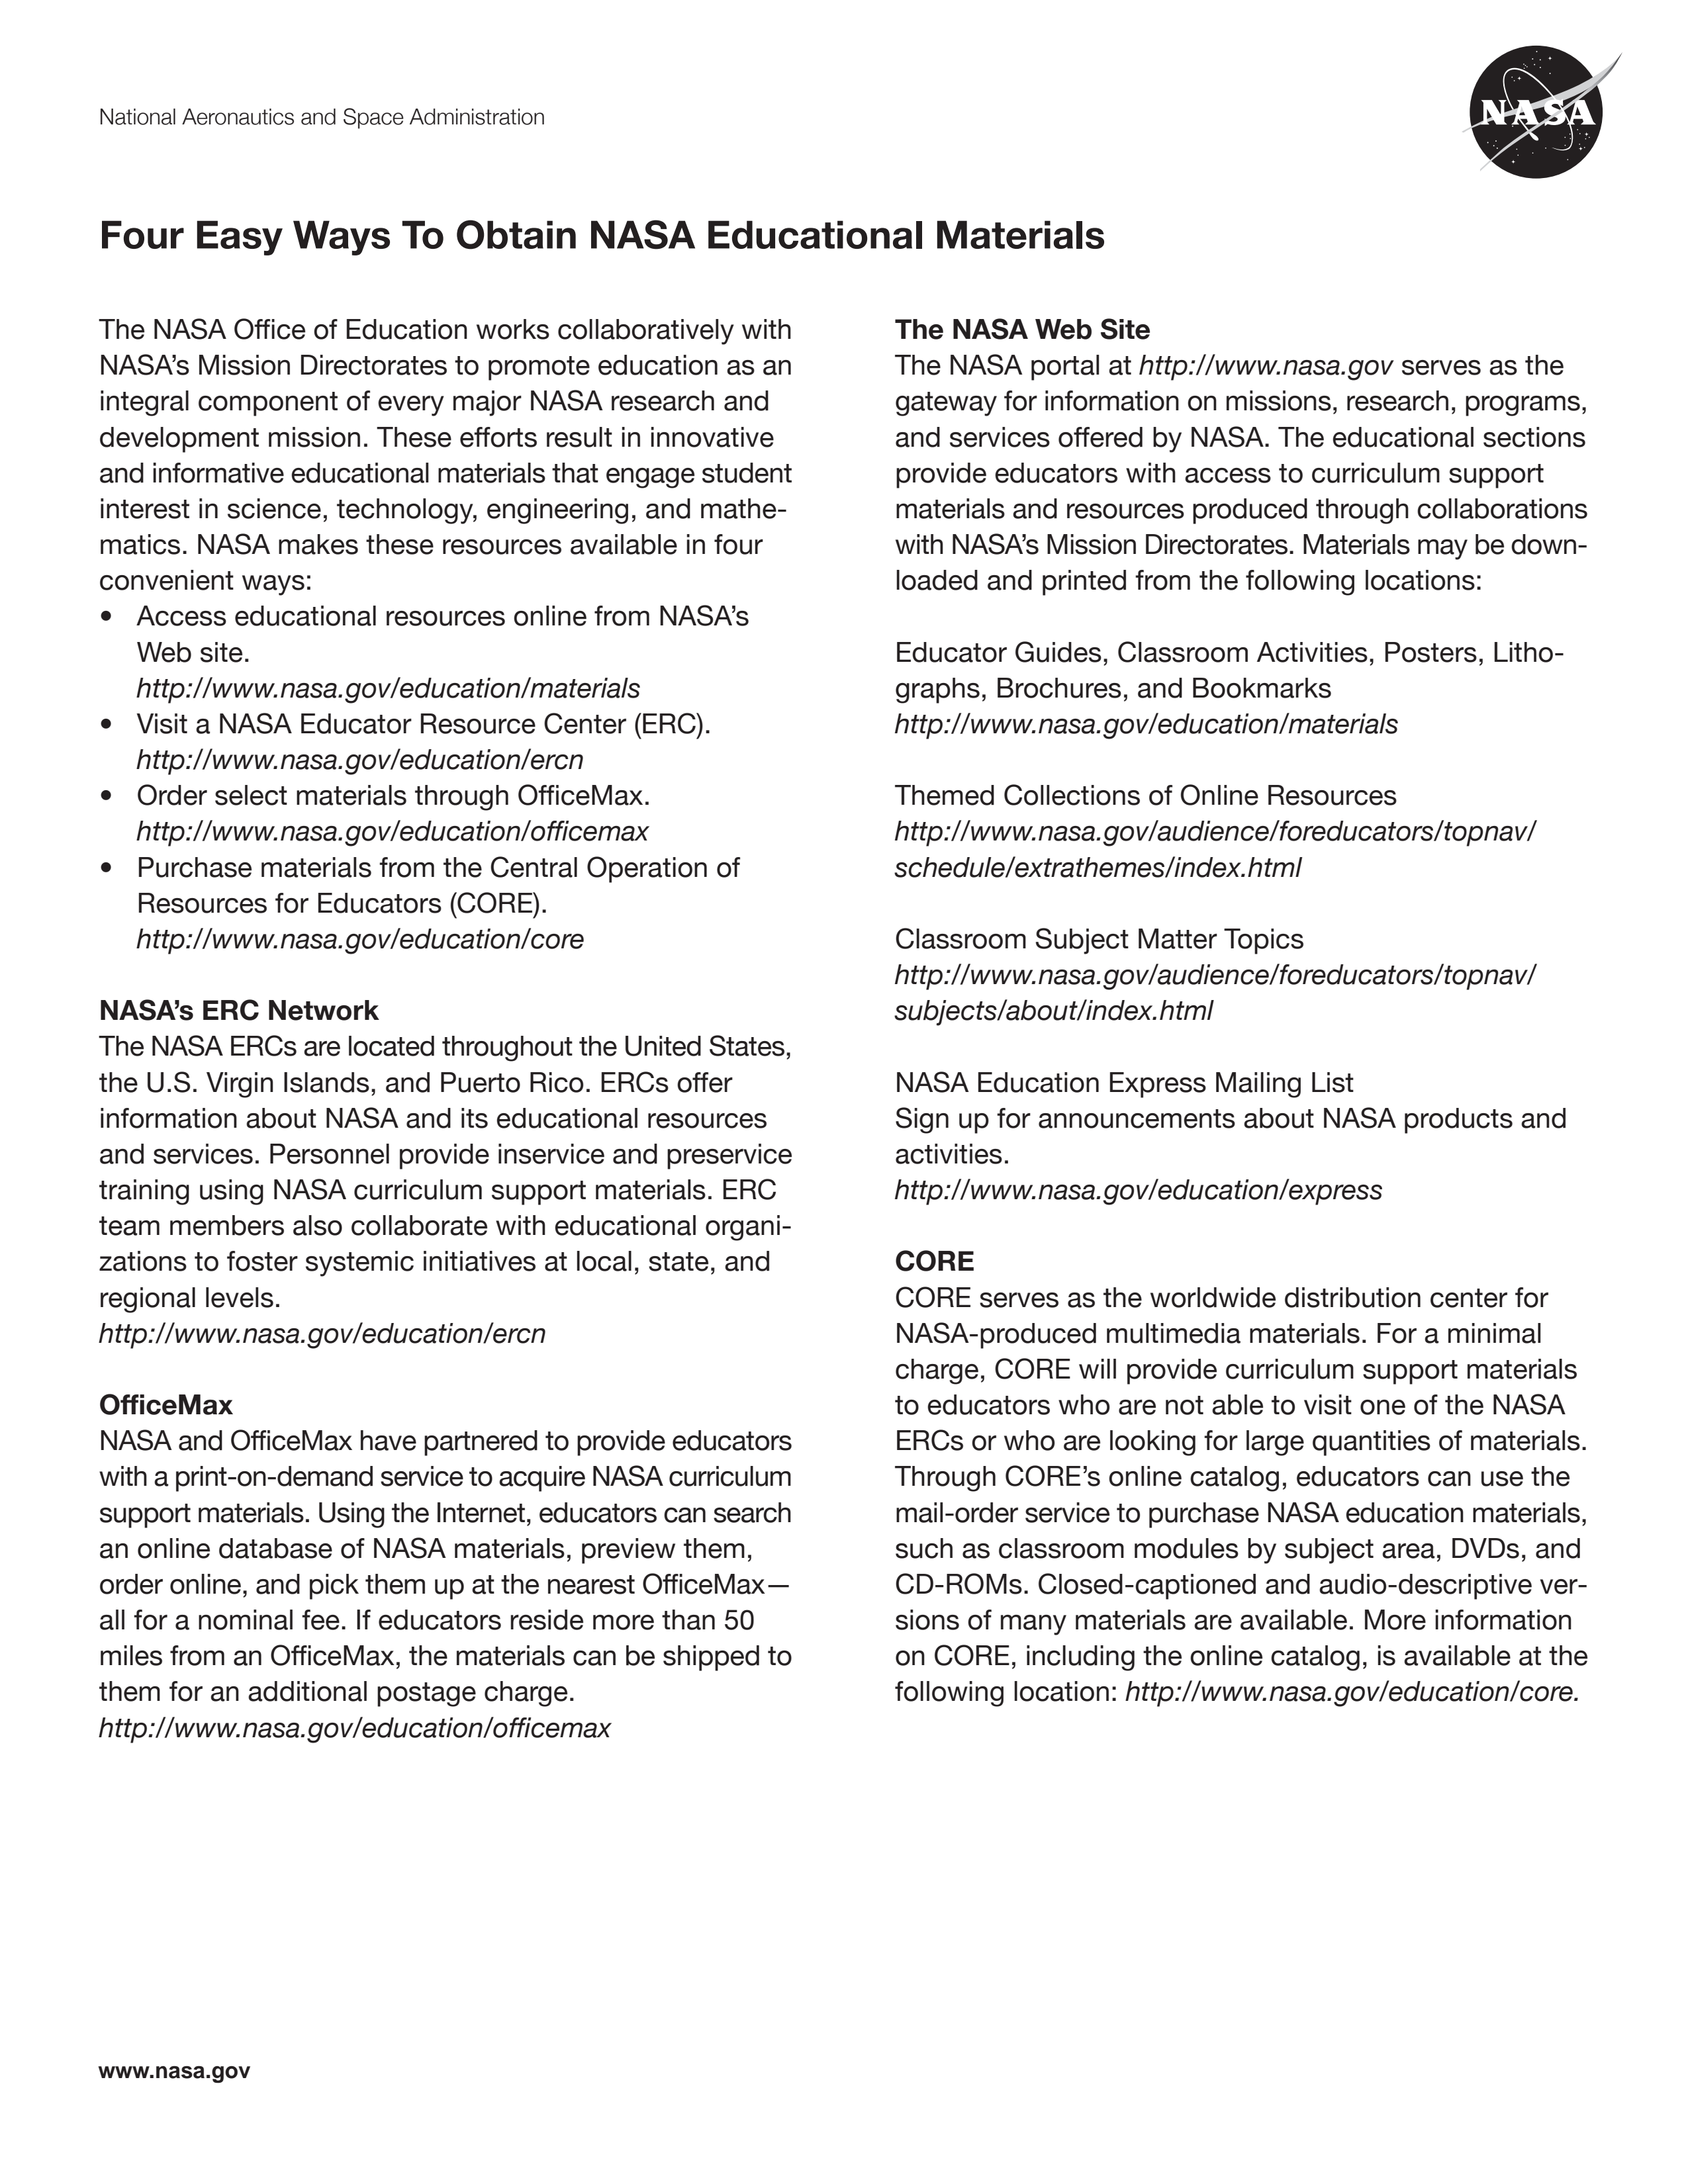 National Aeronautics and Space Administration
NASA
Four Easy Ways To Obtain NASA Educational Materials
The NASA Office of Education works collaboratively with
NASA’s Mission Directorates to promote education as an
integral component of every major NASA research and
development mission. These efforts result in innovative
and informative educational materials that engage student
interest in science, technology, engineering, and mathe-
matics. NASA makes these resources available in four
convenient ways:
• Access educational resources online from NASA’s
Web site.
http://www.nasa.gov/education/materials
• Visit a NASA Educator Resource Center (ERC).
http://www.nasa.gov/education/ercn
• Order select materials through OfficeMax.
http://www.nasa.gov/education/officemax
• Purchase materials from the Central Operation of
Resources for Educators (CORE).
http://www.nasa.gov/education/core
NASA’s ERC Network
The NASA ERCs are located throughout the United States,
the U.S. Virgin Islands, and Puerto Rico. ERCs offer
information about NASA and its educational resources
and services. Personnel provide inservice and preservice
training using NASA curriculum support materials. ERC
team members also collaborate with educational organi-
zations to foster systemic initiatives at local, state, and
regional levels.
http://www.nasa.gov/education/ercn
OfficeMax
NASA and OfficeMax have partnered to provide educators
with a print-on-demand service to acquire NASA curriculum
support materials. Using the Internet, educators can search
an online database of NASA materials, preview them,
order online, and pick them up at the nearest OfficeMax—
all for a nominal fee. If educators reside more than 50
miles from an OfficeMax, the materials can be shipped to
them for an additional postage charge.
http://www.nasa.gov/education/officemax
The NASA Web Site
The NASA portal at http://www.nasa.gov serves as the
gateway for information on missions, research, programs,
and services offered by NASA. The educational sections
provide educators with access to curriculum support
materials and resources produced through collaborations
with NASA’s Mission Directorates. Materials may be down-
loaded and printed from the following locations:
Educator Guides, Classroom Activities, Posters, Litho-
graphs, Brochures, and Bookmarks
http://www.nasa.gov/education/materials
Themed Collections of Online Resources
http://www.nasa.gov/audience/foreducators/topnav/
schedule/extrathemes/index.html
Classroom Subject Matter Topics
http://www.nasa.gov/audience/foreducators/topnav/
subjects/about/index.html
NASA Education Express Mailing List
Sign up for announcements about NASA products and
activities.
http://www.nasa.gov/education/express
CORE
CORE serves as the worldwide distribution center for
NASA-produced multimedia materials. For a minimal
charge, CORE will provide curriculum support materials
to educators who are not able to visit one of the NASA
ERCs or who are looking for large quantities of materials.
Through CORE’s online catalog, educators can use the
mail-order service to purchase NASA education materials,
such as classroom modules by subject area, DVDs, and
CD-ROMs. Closed-captioned and audio-descriptive ver-
sions of many materials are available. More information
on CORE, including the online catalog, is available at the
following location: http://www.nasa.gov/education/core.
www.nasa.gov